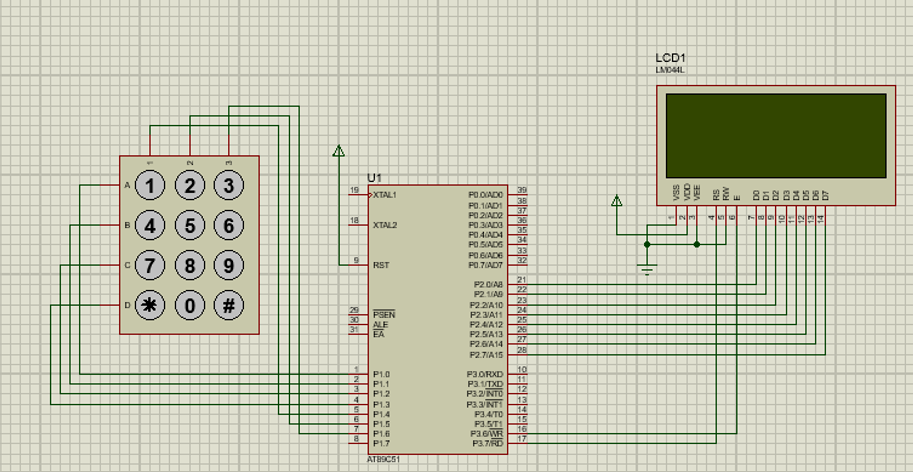 LCD1
LM044L
VSS VDD VEE RS RW E D0 D1 D2 D3 D4 D5 D6 D7
1 2 3 4 5 6 7 8 9 10 11 12 13 14
1 2 3
A 1 2 3
B 4 5 6
C 7 8 9
D * 0 #
U1
19 XTAL1 P0.0/AD0 39
P0.1/AD1 38
P0.2/AD2 37
18 XTAL2 P0.3/AD3 36
P0.4/AD4 35
P0.5/AD5 34
P0.6/AD6 33
9 RST P0.7/AD7 32
P2.0/A8 21
P2.1/A9 22
P2.2/A10 23
29 PSEN P2.3/A11 24
30 ALE P2.4/A12 25
31 EA P2.5/A13 26
P2.6/A14 27
P2.7/A15 28
1 P1.0 P3.0/RXD 10
2 P1.1 P3.1/TXD 11
3 P1.2 P3.2/INT0 12
4 P1.3 P3.3/INT1 13
5 P1.4 P3.4/T0 14
6 P1.5 P3.5/T1 15
7 P1.6 P3.6/WR 16
8 P1.7 P3.7/RD 17
AT89C51